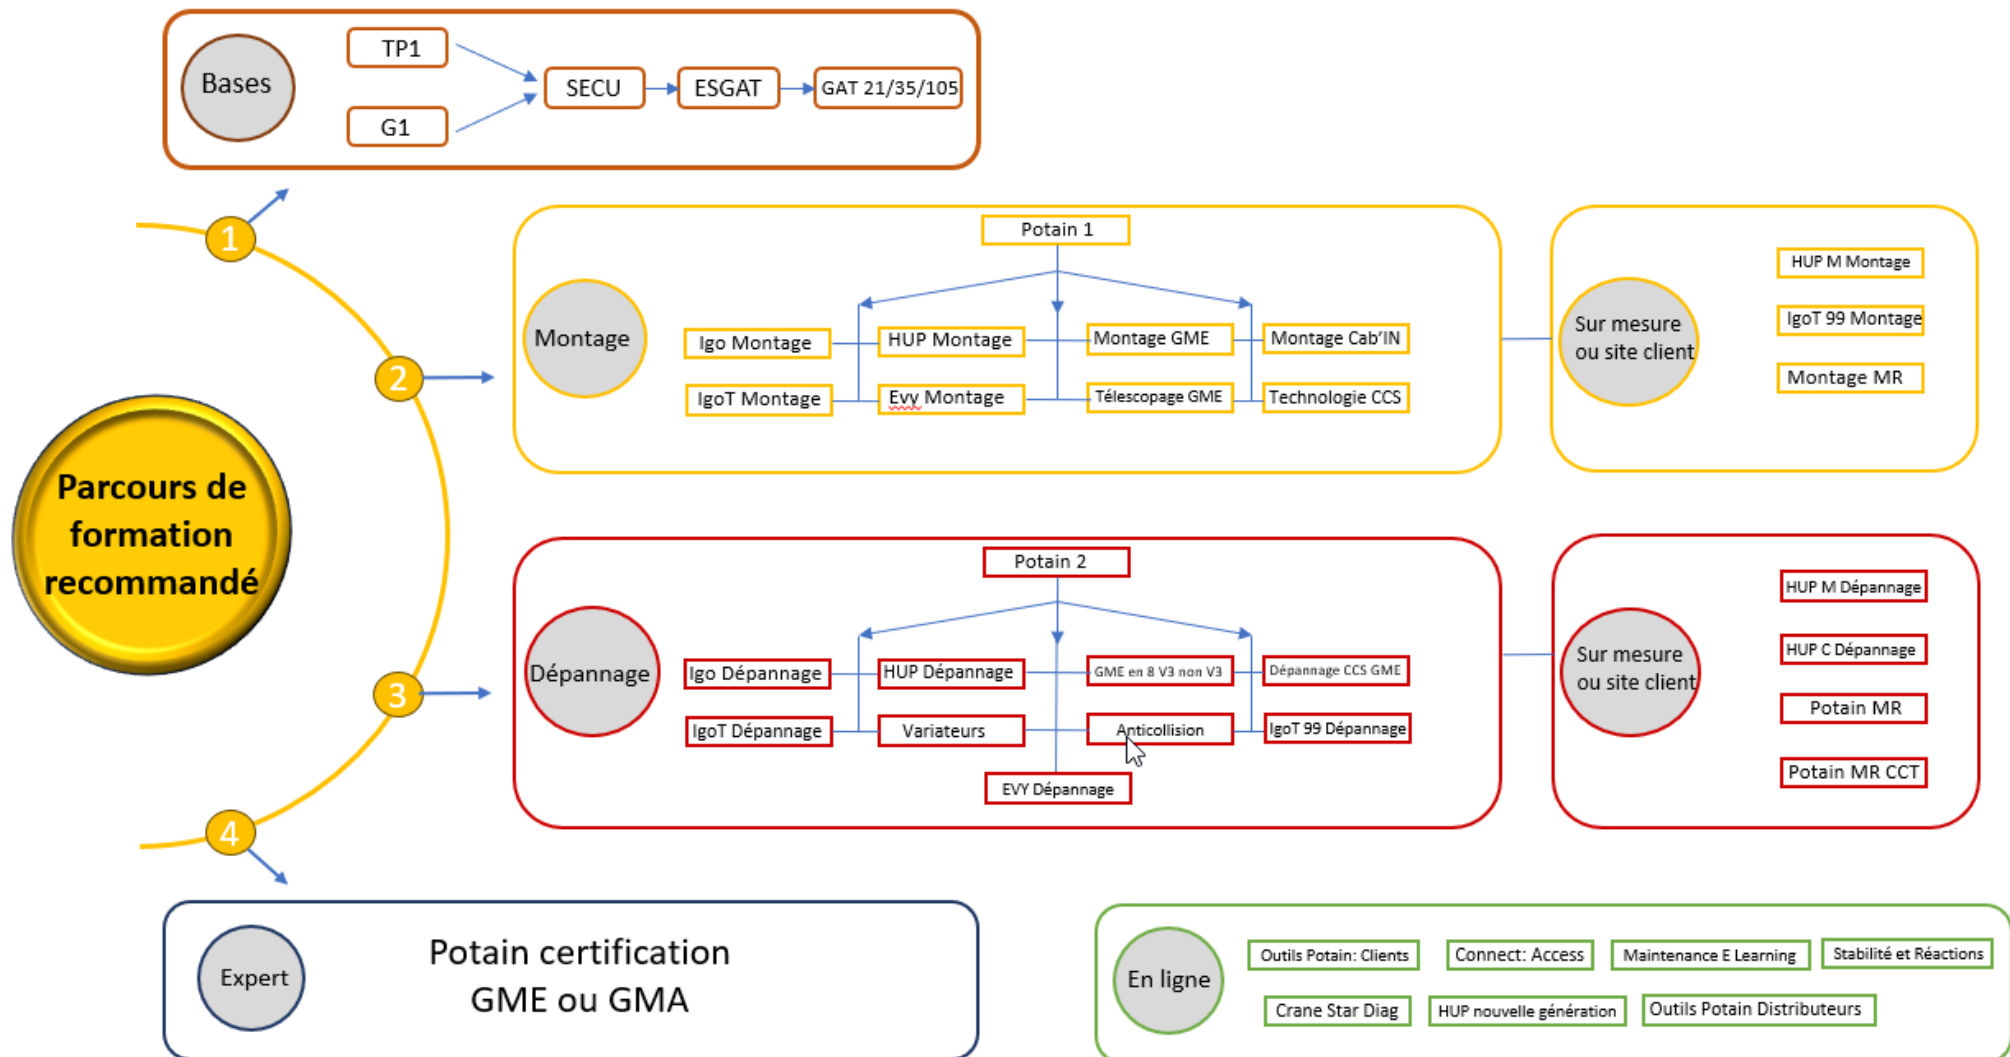 Bases
TP1
G1
SECU
ESGAT
GAT 21/35/105
1
2
3
4
Parcours de
formation
recommandé
Montage
Potain 1
Igo Montage
HUP Montage
Montage GME
Montage Cab'IN
IgoT Montage
Evy Montage
Télescopage GME
Technologie CCS
Sur mesure
ou site client
HUP M Montage
IgoT 99 Montage
Montage MR
Dépannage
Potain 2
Igo Dépannage
HUP Dépannage
GME en 8 V3 non V3
Dépannage CCS GME
IgoT Dépannage
Variateurs
Anticollision
IgoT 99 Dépannage
EVY Dépannage
Sur mesure
ou site client
HUP M Dépannage
HUP C Dépannage
Potain MR
Potain MR CCT
Expert
Potain certification
GME ou GMA
En ligne
Outils Potain: Clients
Connect: Access
Maintenance E Learning
Stabilité et Réactions
Crane Star Diag
HUP nouvelle génération
Outils Potain Distributeurs